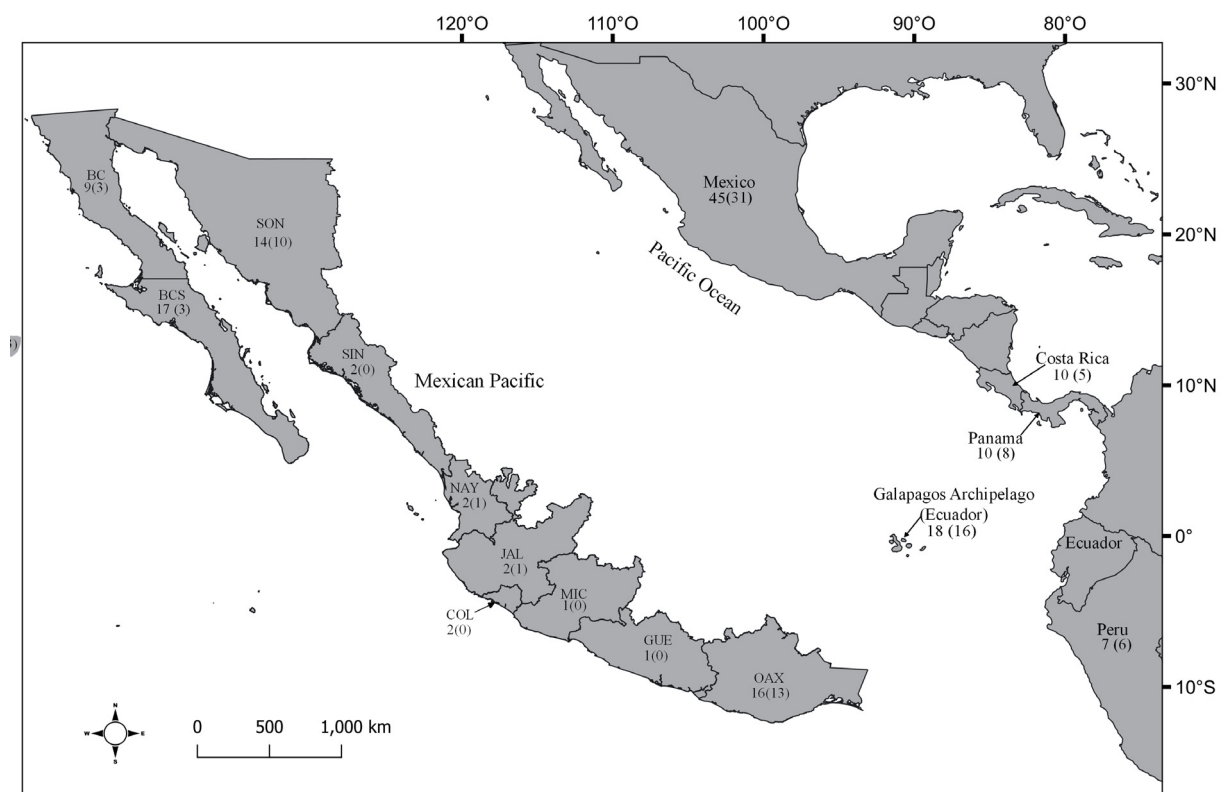 120°O 110°O 100°O 90°O 80°O
30°N
20°N
10°N
0°
10°S
BC
9(3)
SON
14(10)
BCS
17 (3)
SIN
2(0)
Mexican Pacific
NAY
2(1)
JAL
2(1)
COL
2(0)
MIC
1(0)
GUE
1(0)
OAX
16(13)
Mexico
45(31)
Pacific Ocean
Costa Rica
10 (5)
Panama
10 (8)
Galapagos Archipelago
(Ecuador)
18 (16)
Ecuador
Peru
7 (6)
N
W E
S
0 500 1,000 km